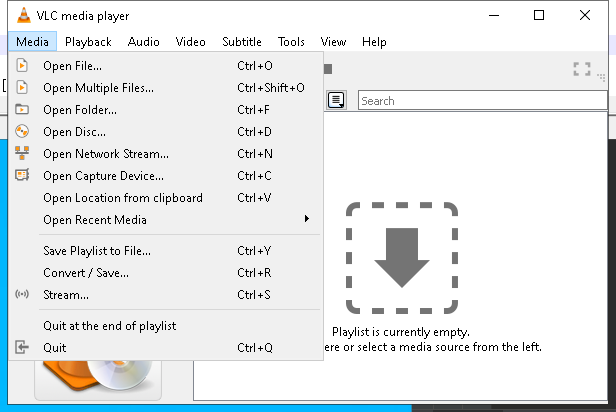 VLC media player
Media Playback Audio Video Subtitle Tools View Help
Open File... Ctrl+O
Open Multiple Files... Ctrl+Shift+O
Open Folder... Ctrl+F
Search
Open Disc... Ctrl+D
Open Network Stream... Ctrl+N
Open Capture Device... Ctrl+C
Open Location from clipboard Ctrl+V
Open Recent Media
Save Playlist to File... Ctrl+Y
Convert / Save... Ctrl+R
Stream... Ctrl+S
Quit at the end of playlist
Playlist is currently empty.
Quit Ctrl+Q
ere or select a media source from the left.